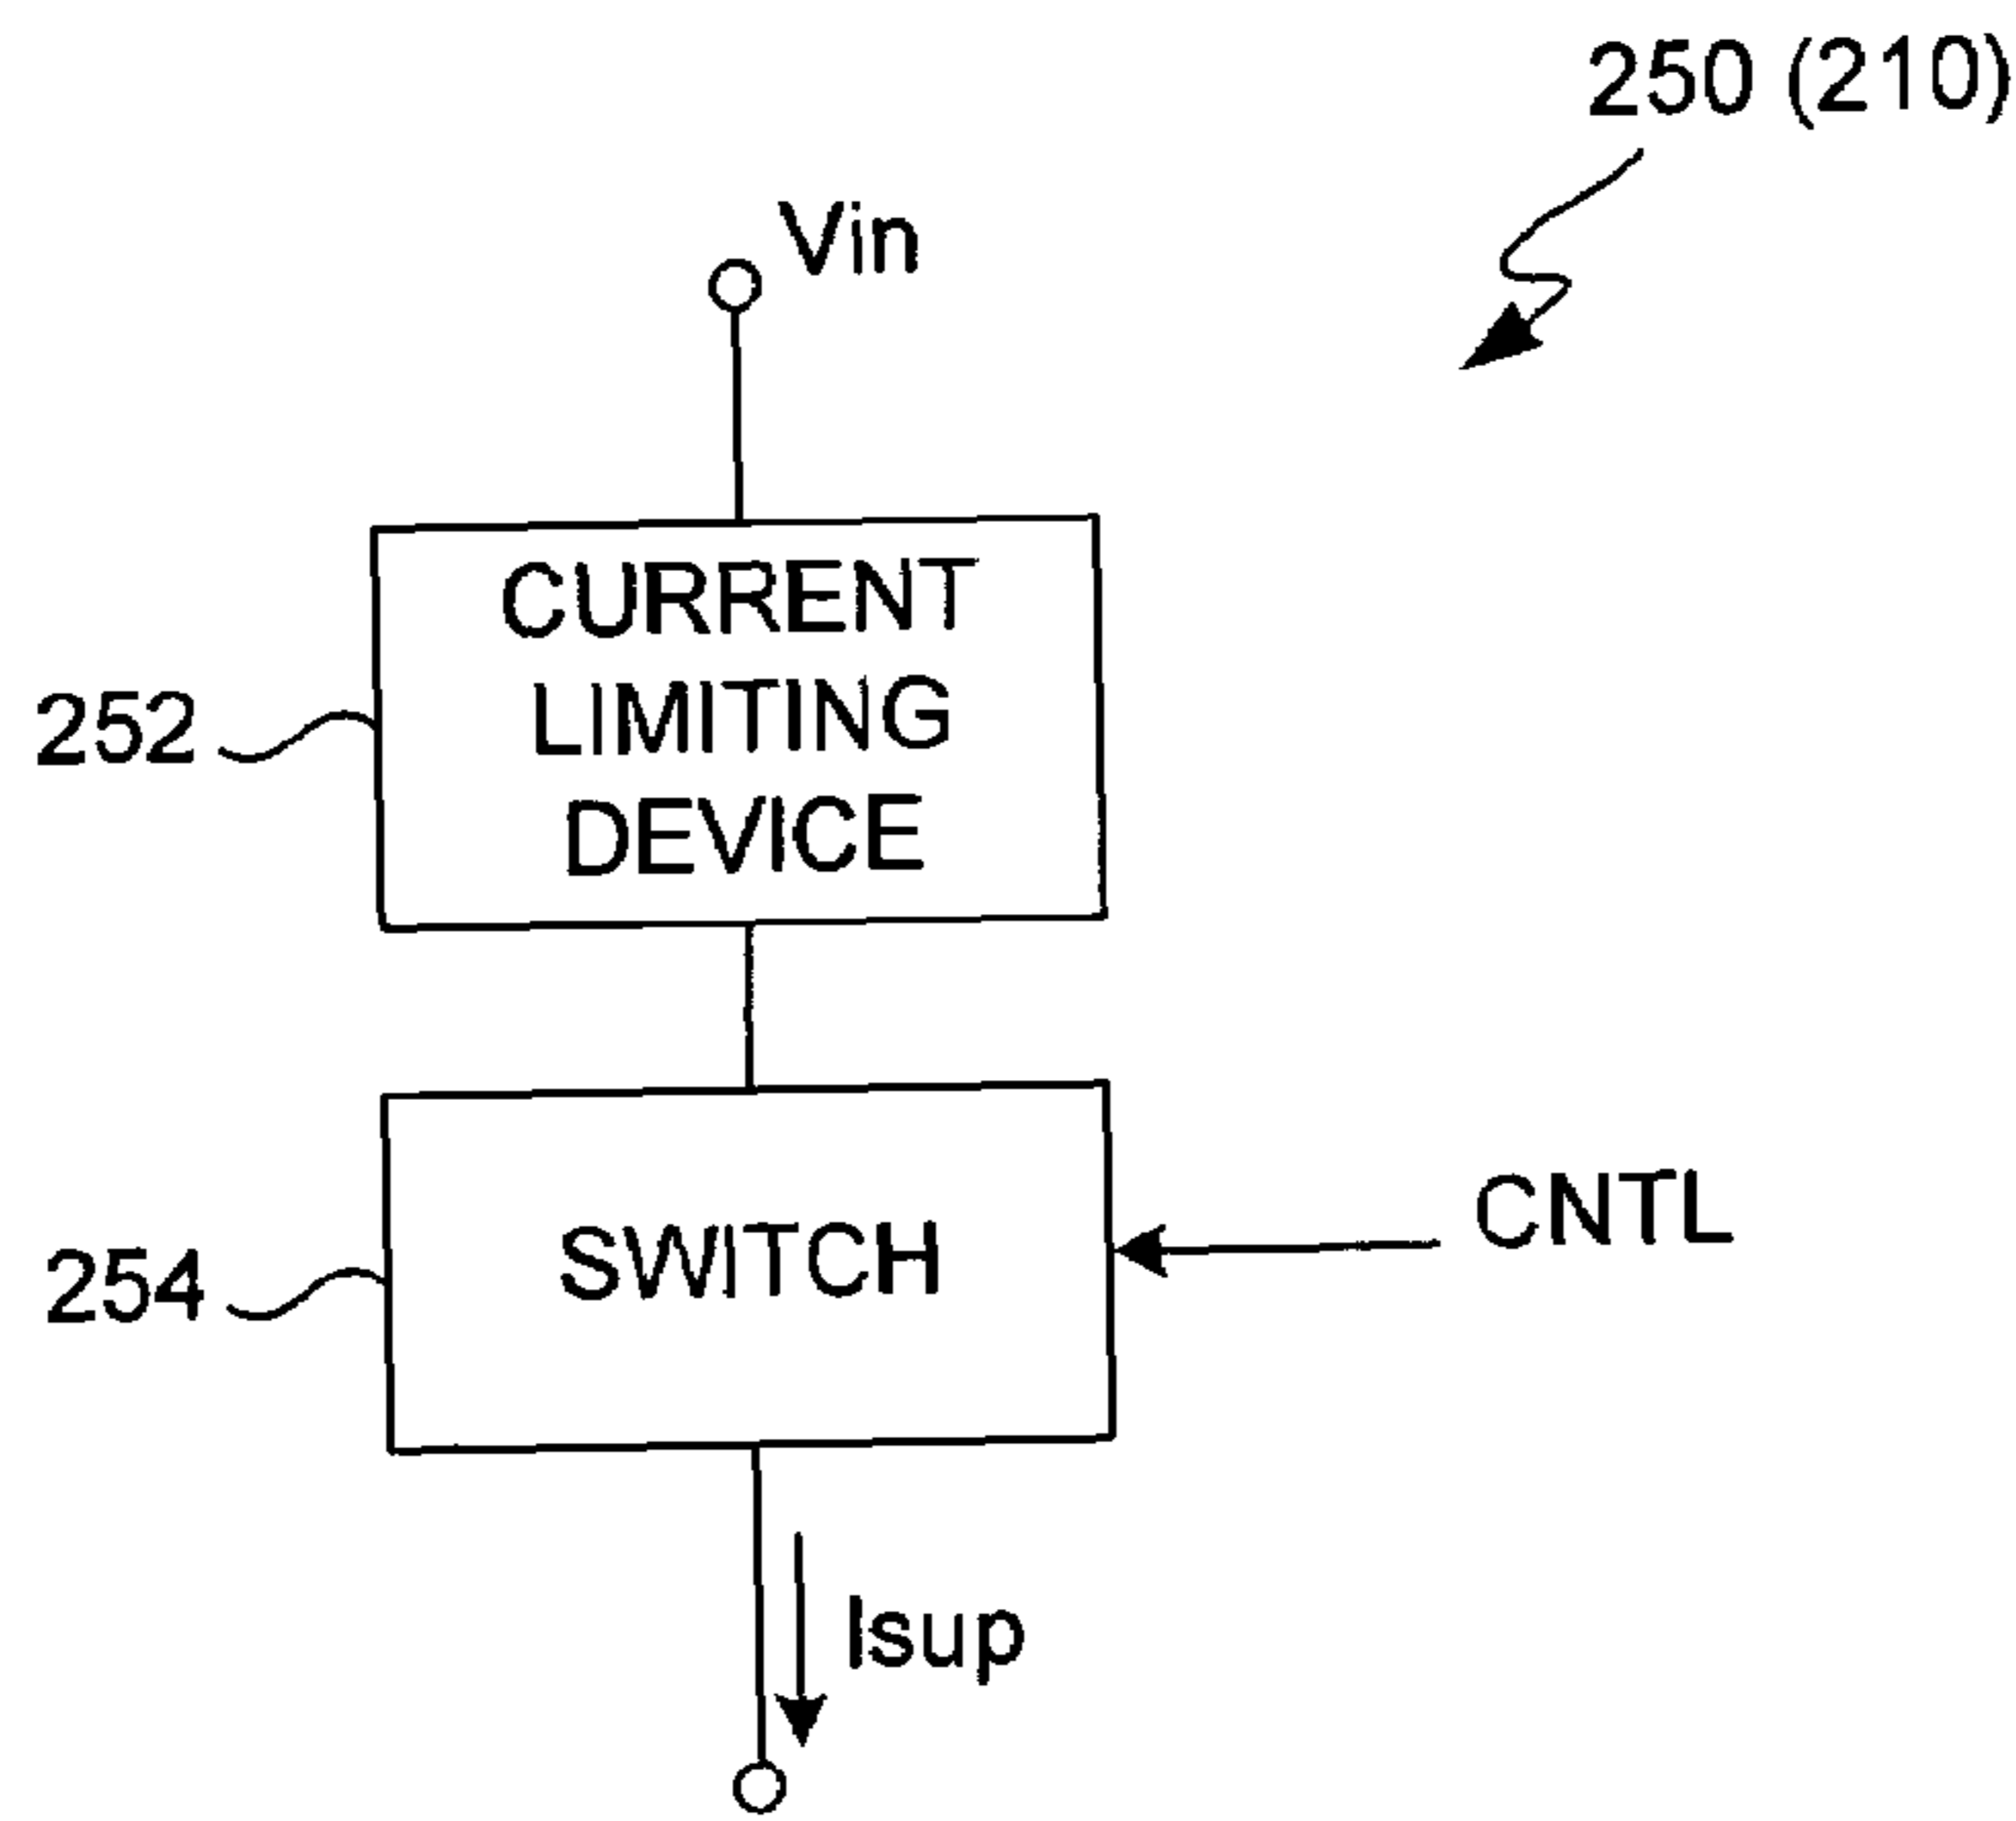 250 (210)
Vin
CURRENT
LIMITING
DEVICE
252
SWITCH
CNTL
254
Isup